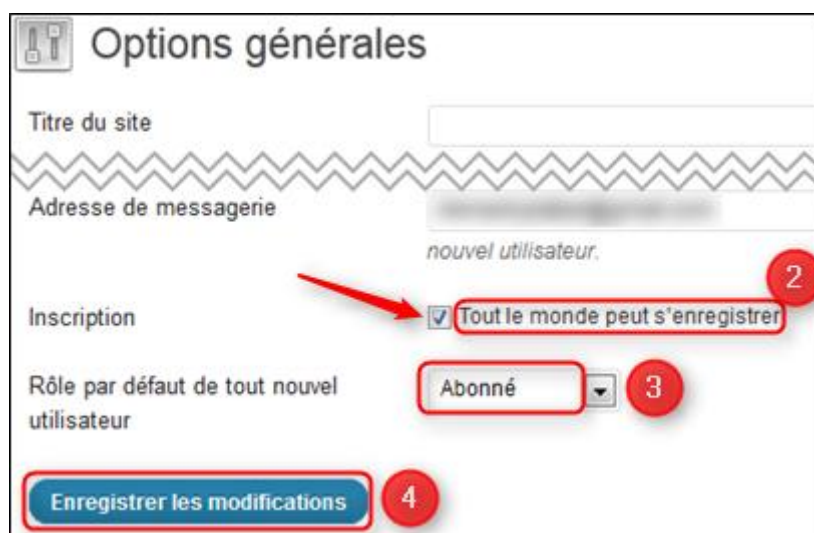 Options générales
Titre du site
Adresse de messagerie
nouvel utilisateur.
2
Inscription
Tout le monde peut s'enregistrer
Rôle par défaut de tout nouvel
utilisateur
Abonné
3
Enregistrer les modifications
4